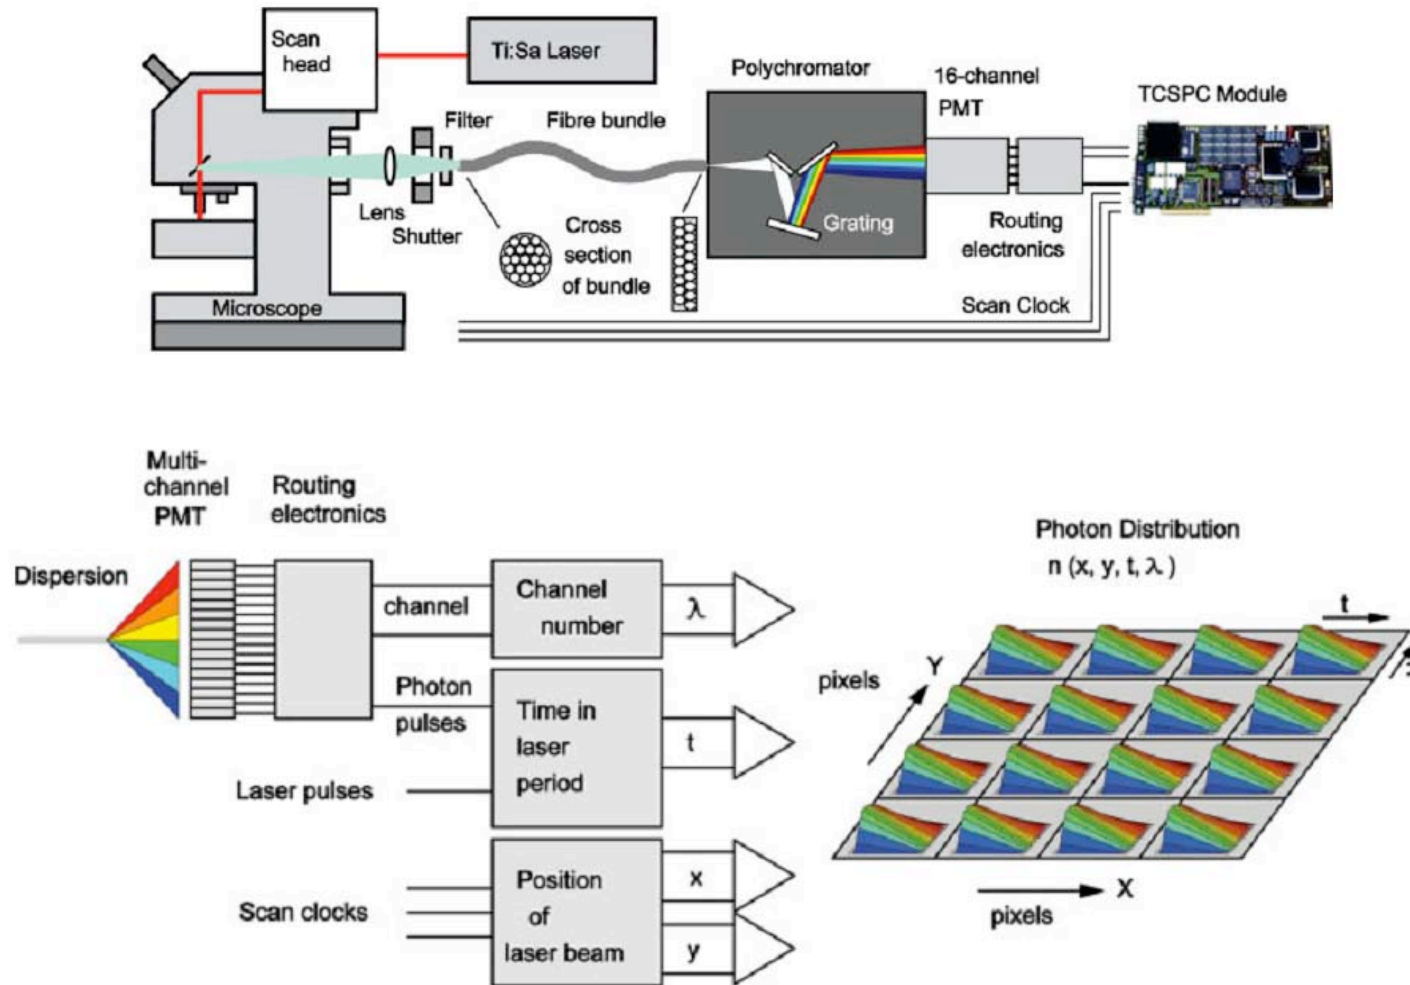 Scan
head
Ti:Sa Laser
Polychromator
16-channel
PMT
TCSPC Module
Filter
Fibre bundle
Lens
Shutter
Cross
section
of bundle
Grating
Routing
electronics
Scan Clock
Microscope
Multi-
channel
PMT
Routing
electronics
Dispersion
channel
Channel
number
λ
Photon
pulses
Time in
laser
period
t
Laser pulses
Scan clocks
Position
of
laser beam
x
y
Photon Distribution
n (x, y, t, λ )
t
Y
pixels
X
pixels